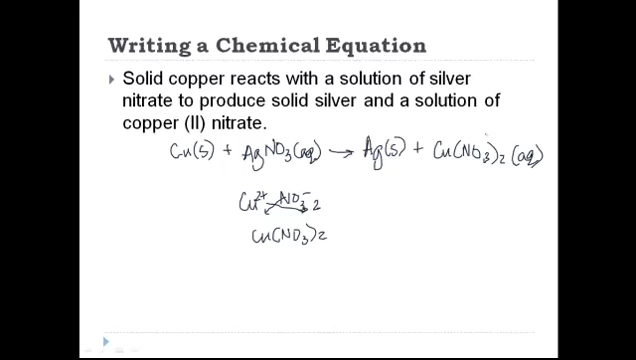 Writing a Chemical Equation
Solid copper reacts with a solution of silver
nitrate to produce solid silver and a solution of
copper (II) nitrate.
Cu(s) + AgNO₃(aq) → Ag(s) + Cu(NO₃)₂(aq)
Cu²⁺ NO₃⁻ 2
Cu(NO₃)₂